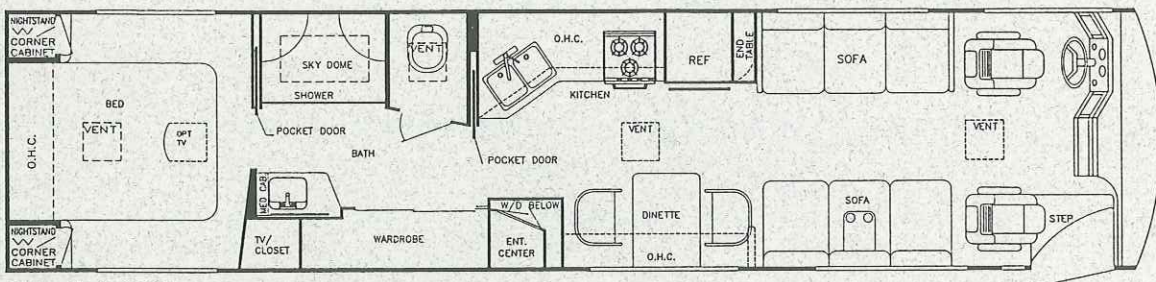 NIGHTSTAND
W/
CORNER
CABINET
O.H.C.
BED
VENT
OPT
TV
NIGHTSTAND
W/
CORNER
CABINET
SKY DOME
SHOWER
VENT
POCKET DOOR
BATH
MED CAB.
TV/
CLOSET
WARDROBE
POCKET DOOR
W/D BELOW
ENT.
CENTER
O.H.C.
KITCHEN
REF
END
TABLE
VENT
DINETTE
O.H.C.
SOFA
SOFA
VENT
STEP